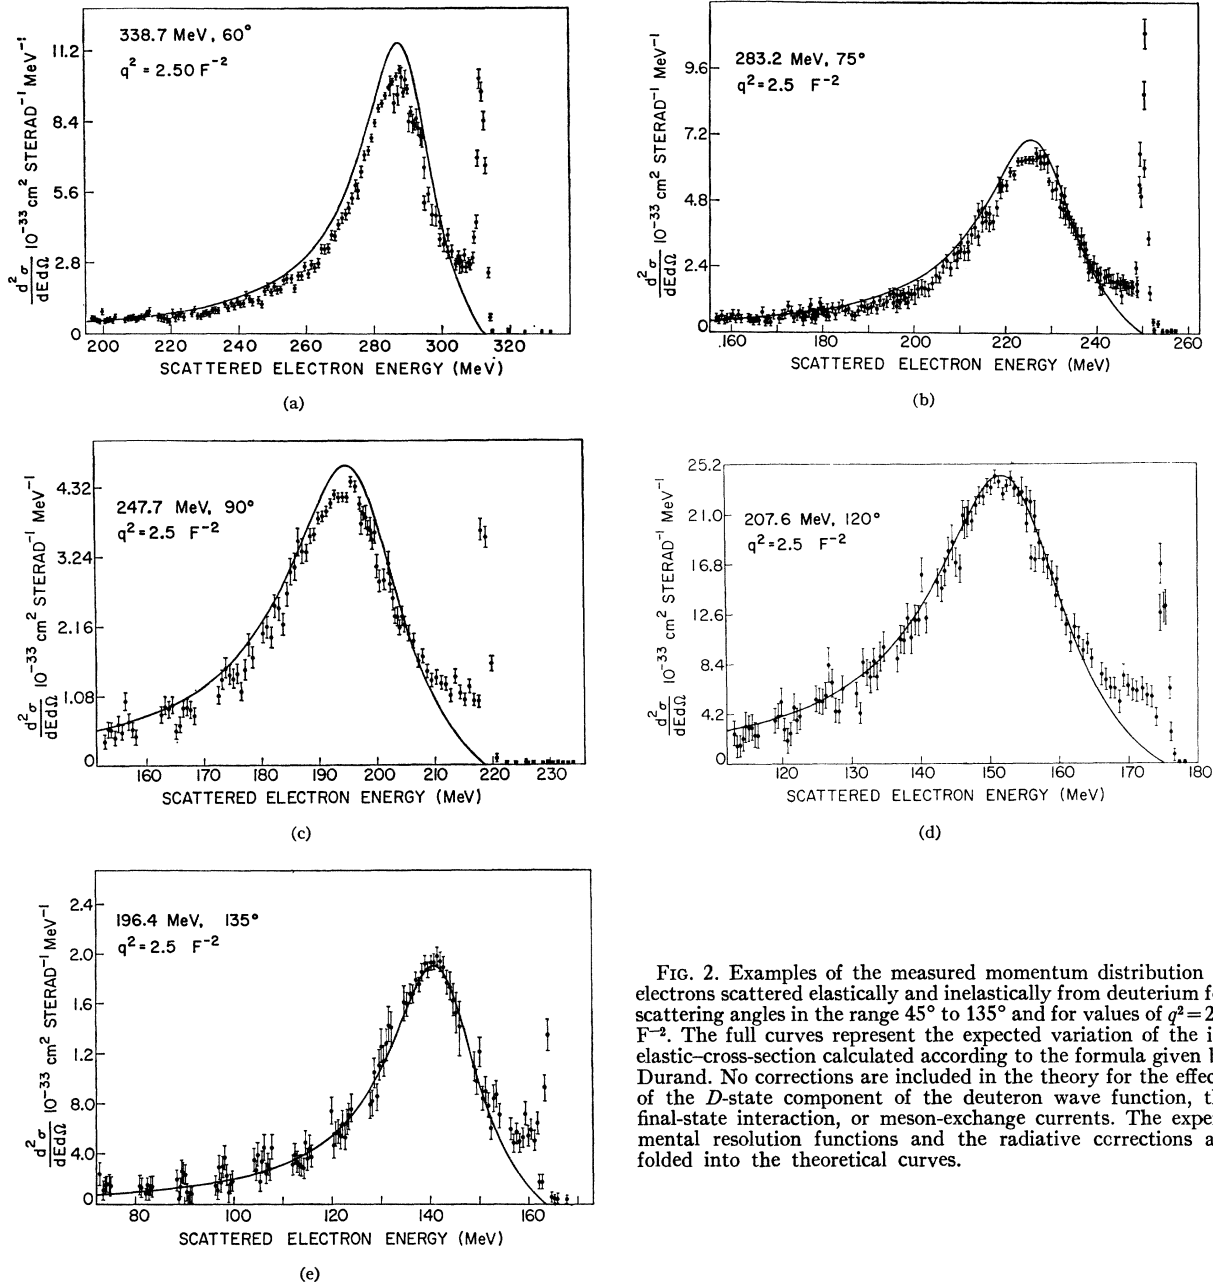 338.7 MeV, 60°
q² = 2.50 F⁻²
11.2
8.4
5.6
2.8
0
d²σ/dEdΩ 10⁻³³ cm² STERAD⁻¹ MeV⁻¹
200 220 240 260 280 300 320
SCATTERED ELECTRON ENERGY (MeV)
(a)
283.2 MeV, 75°
q² = 2.5 F⁻²
9.6
7.2
4.8
2.4
0
d²σ/dEdΩ 10⁻³³ cm² STERAD⁻¹ MeV⁻¹
160 180 200 220 240 260
SCATTERED ELECTRON ENERGY (MeV)
(b)
247.7 MeV, 90°
q² = 2.5 F⁻²
4.32
3.24
2.16
1.08
0
d²σ/dEdΩ 10⁻³³ cm² STERAD⁻¹ MeV⁻¹
160 170 180 190 200 210 220 230
SCATTERED ELECTRON ENERGY (MeV)
(c)
207.6 MeV, 120°
q² = 2.5 F⁻²
25.2
21.0
16.8
12.6
8.4
4.2
0
d²σ/dEdΩ 10⁻³³ cm² STERAD⁻¹ MeV⁻¹
120 130 140 150 160 170 180
SCATTERED ELECTRON ENERGY (MeV)
(d)
196.4 MeV, 135°
q² = 2.5 F⁻²
2.4
2.0
1.6
1.2
8.0
4.0
0
d²σ/dEdΩ 10⁻³³ cm² STERAD⁻¹ MeV⁻¹
80 100 120 140 160
SCATTERED ELECTRON ENERGY (MeV)
(e)
FIG. 2. Examples of the measured momentum distribution
electrons scattered elastically and inelastically from deuterium f
scattering angles in the range 45° to 135° and for values of q² = 2
F⁻². The full curves represent the expected variation of the i
elastic–cross-section calculated according to the formula given
Durand. No corrections are included in the theory for the effec
of the D-state component of the deuteron wave function, t
final-state interaction, or meson-exchange currents. The exper
mental resolution functions and the radiative corrections a
folded into the theoretical curves.